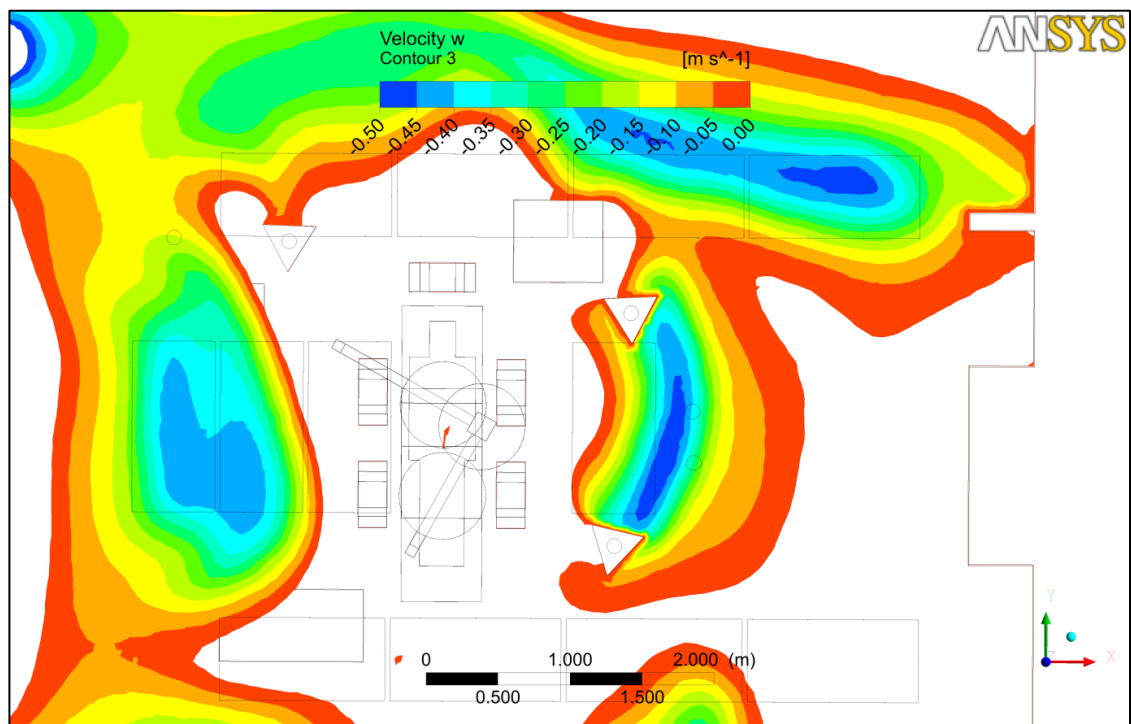 ANSYS
Velocity w
Contour 3
[m s^-1]
-0.50 -0.45 -0.40 -0.35 -0.30 -0.25 -0.20 -0.15 -0.10 -0.05 0.00
Y
X
Z
0 1.000 2.000 (m)
0.500 1.500